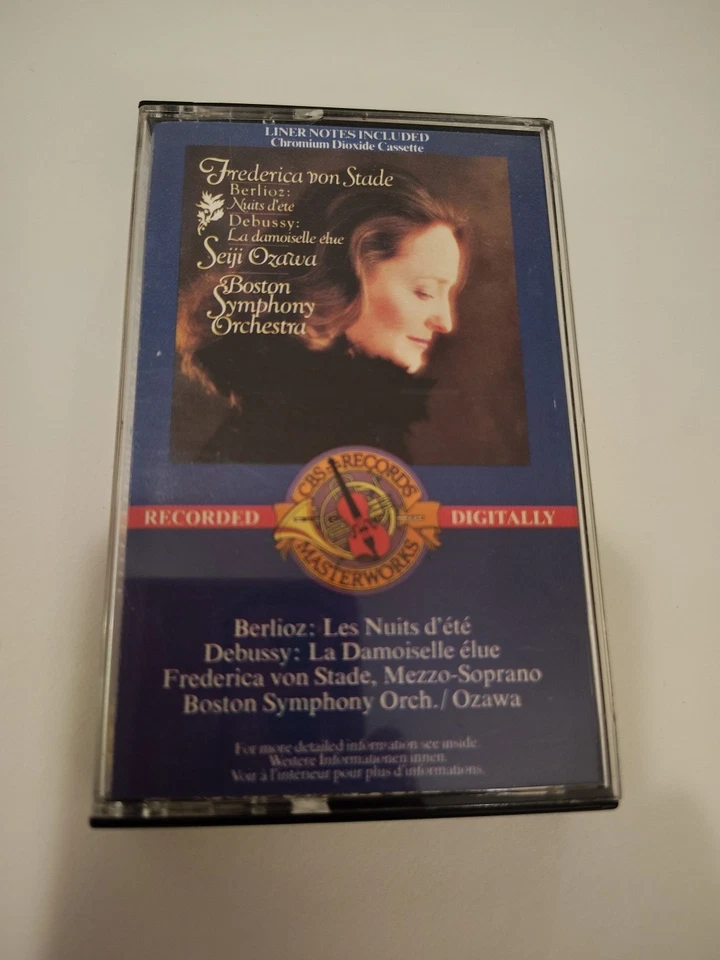 LINER NOTES INCLUDED
Chromium Dioxide Cassette
Frederica von Stade
Berlioz:
Nuits d'été
Debussy:
La damoiselle élue
Seiji Ozawa
Boston
Symphony
Orchestra
CBS RECORDS
RECORDED
DIGITALLY
MASTERWORKS
Berlioz: Les Nuits d'été
Debussy: La Damoiselle élue
Frederica von Stade, Mezzo-Soprano
Boston Symphony Orch./Ozawa
For more detailed information see inside.
Weitere Informationen innen.
Voir à l'intérieur pour plus d'informations.